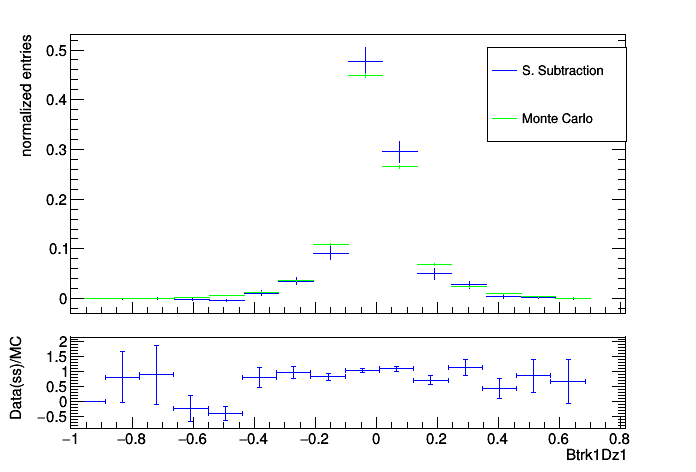 normalized entries
0.5
0.4
0.3
0.2
0.1
0
S. Subtraction
Monte Carlo
Data(ss)/MC
2
1.5
1
0.5
0
−0.5
−1 −0.8 −0.6 −0.4 −0.2 0 0.2 0.4 0.6 0.8
Btrk1Dz1